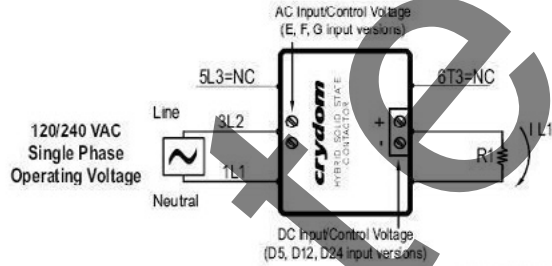 AC Input/Control Voltage
(E, F, G input versions)
5L3=NC
6T3=NC
Line
3L2
120/240 VAC
Single Phase
Operating Voltage
1L1
Neutral
crydom
HYBRID SOLID STATE
CONTACTOR
+
-
R1
IL1
DC Input/Control Voltage
(D5, D12, D24 input versions)